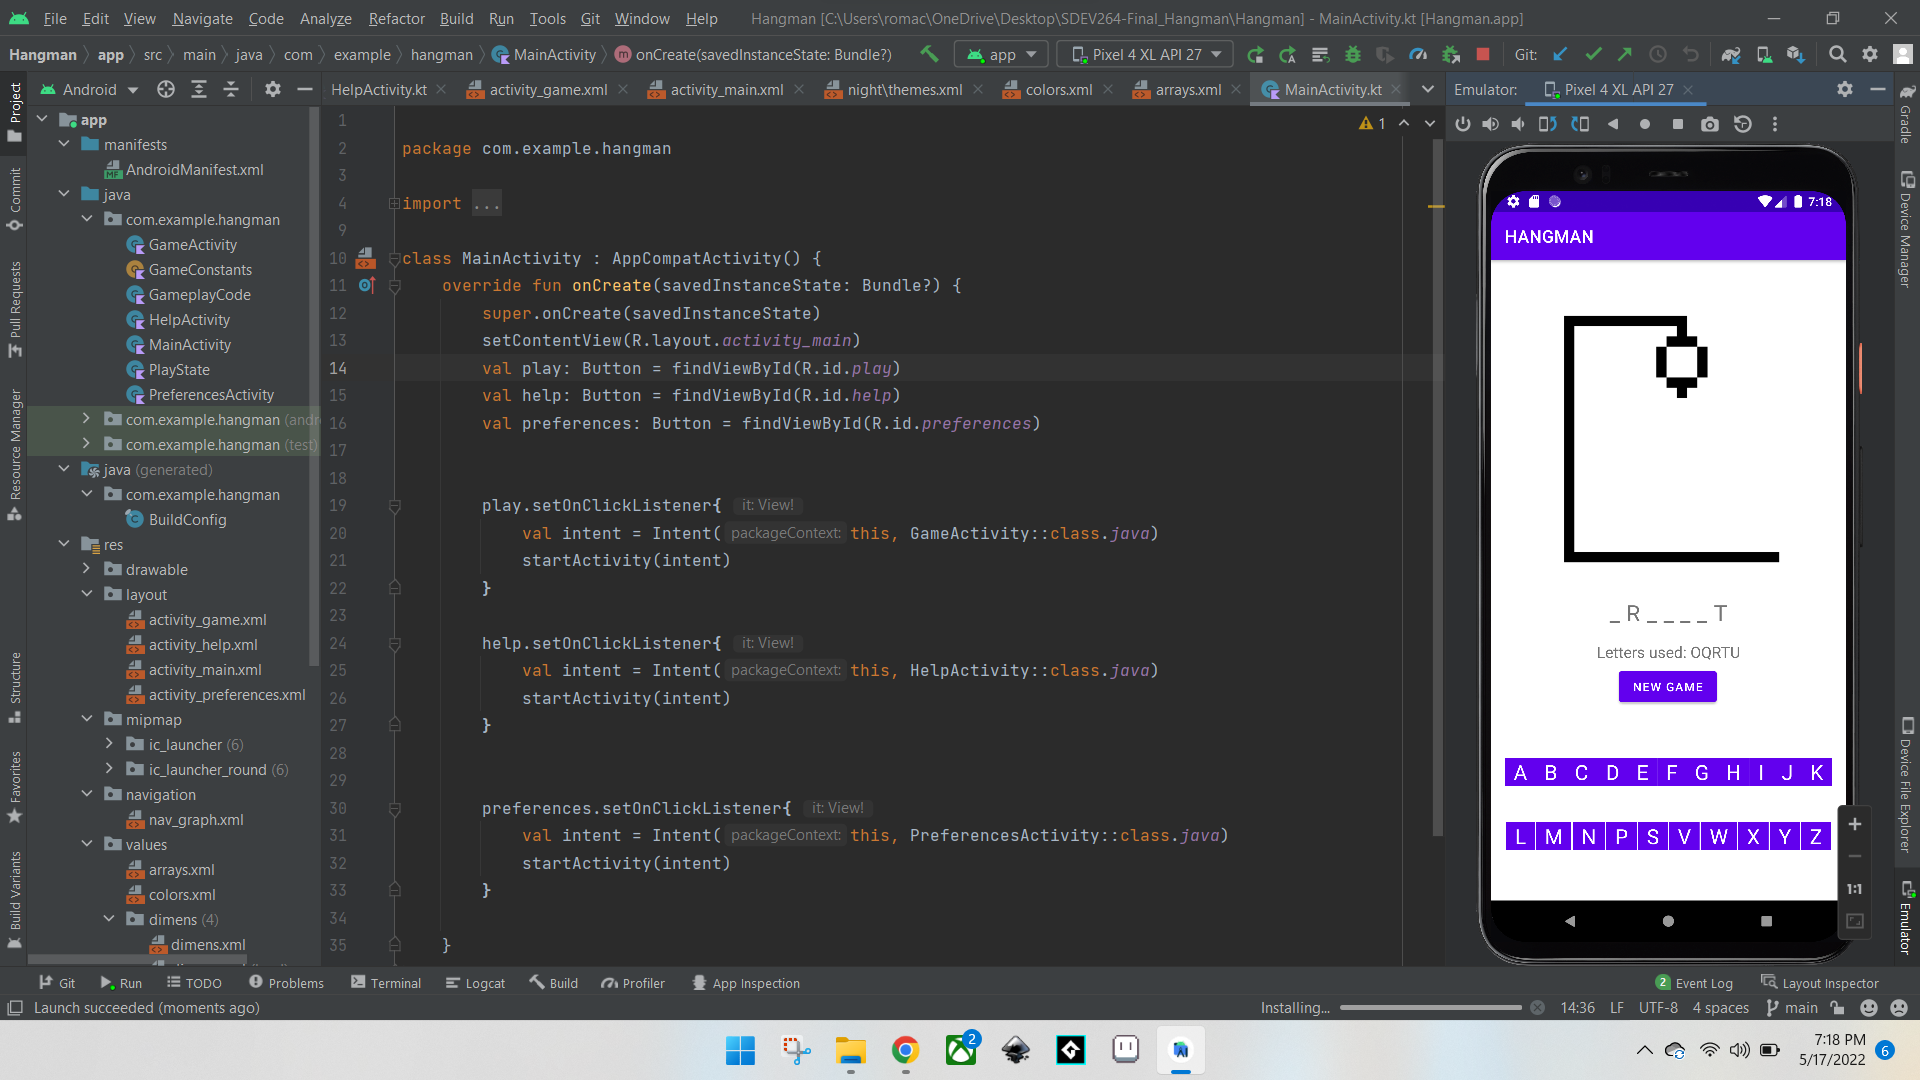 File Edit View Navigate Code Analyze Refactor Build Run Tools Git Window Help Hangman [C:\Users\romac\OneDrive\Desktop\SDEV264-Final_Hangman\Hangman] - MainActivity.kt [Hangman.app]
Hangman app src main java com example hangman MainActivity onCreate(savedInstanceState: Bundle?) app Pixel 4 XL API 27 Git:
Android HelpActivity.kt activity_game.xml activity_main.xml night\themes.xml colors.xml arrays.xml MainActivity.kt Emulator: Pixel 4 XL API 27
Project
Commit
Pull Requests
Resource Manager
Structure
Favorites
Build Variants
app
manifests
AndroidManifest.xml
java
com.example.hangman
GameActivity
GameConstants
GameplayCode
HelpActivity
MainActivity
PlayState
PreferencesActivity
com.example.hangman (andr
com.example.hangman (test)
java (generated)
com.example.hangman
BuildConfig
res
drawable
layout
activity_game.xml
activity_help.xml
activity_main.xml
activity_preferences.xml
mipmap
ic_launcher (6)
ic_launcher_round (6)
navigation
nav_graph.xml
values
arrays.xml
colors.xml
dimens (4)
dimens.xml
1
1
2 package com.example.hangman
3
4 import ...
9
10 class MainActivity : AppCompatActivity() {
11 override fun onCreate(savedInstanceState: Bundle?) {
12 super.onCreate(savedInstanceState)
13 setContentView(R.layout.activity_main)
14 val play: Button = findViewById(R.id.play)
15 val help: Button = findViewById(R.id.help)
16 val preferences: Button = findViewById(R.id.preferences)
17
18
19 play.setOnClickListener{ it: View!
20 val intent = Intent( packageContext: this, GameActivity::class.java)
21 startActivity(intent)
22 }
23
24 help.setOnClickListener{ it: View!
25 val intent = Intent( packageContext: this, HelpActivity::class.java)
26 startActivity(intent)
27 }
28
29
30 preferences.setOnClickListener{ it: View!
31 val intent = Intent( packageContext: this, PreferencesActivity::class.java)
32 startActivity(intent)
33 }
34
35 }
7:18
HANGMAN
_ R _ _ _ _ T
Letters used: OQRTU
NEW GAME
A B C D E F G H I J K
L M N P S V W X Y Z
1:1
Gradle
Device Manager
Device File Explorer
Emulator
Git Run TODO Problems Terminal Logcat Build Profiler App Inspection 2 Event Log Layout Inspector
Launch succeeded (moments ago) Installing... 14:36 LF UTF-8 4 spaces main
2
7:18 PM
5/17/2022
6